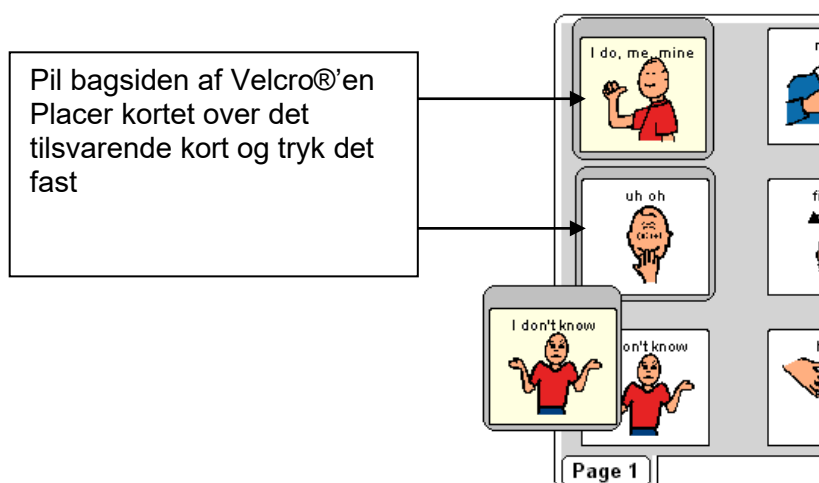 Pil bagsiden af Velcro®’en
Placer kortet over det
tilsvarende kort og tryk det
fast
I do, me, mine
uh oh
I don't know
on't know
Page 1